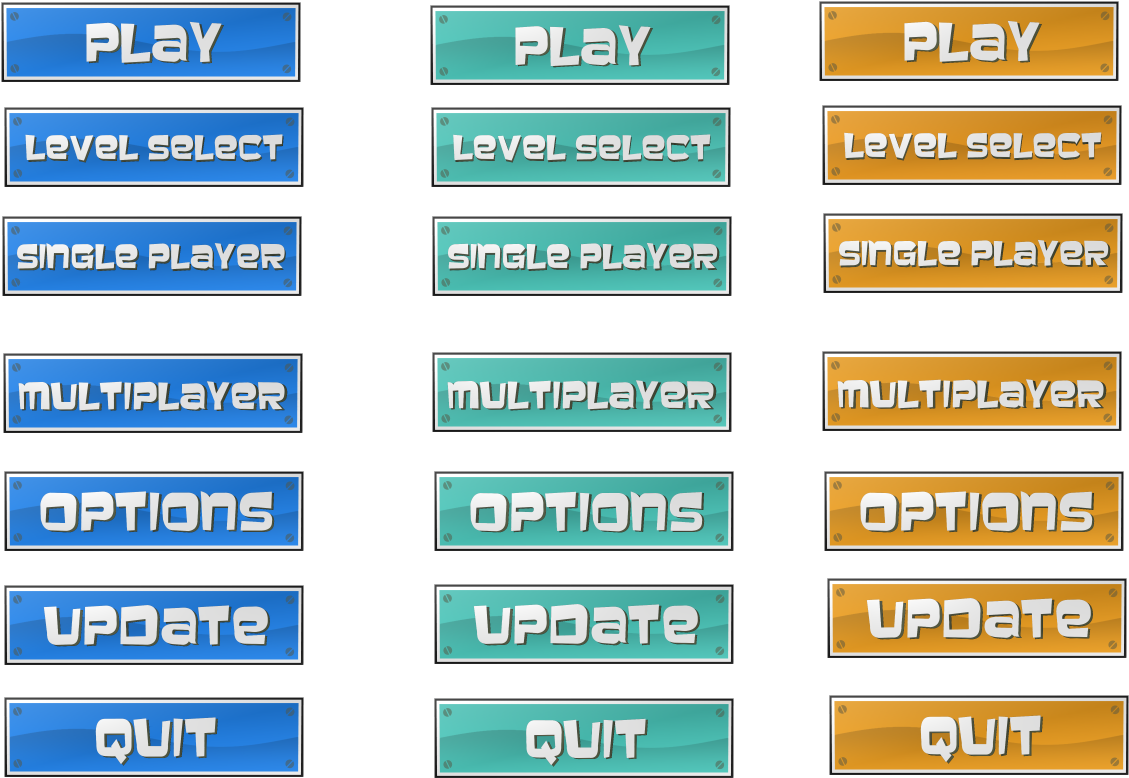 PLAY PLAY PLAY
LEVEL SELECT LEVEL SELECT LEVEL SELECT
SINGLE PLAYER SINGLE PLAYER SINGLE PLAYER
MULTIPLAYER MULTIPLAYER MULTIPLAYER
OPTIONS OPTIONS OPTIONS
UPDATE UPDATE UPDATE
QUIT QUIT QUIT